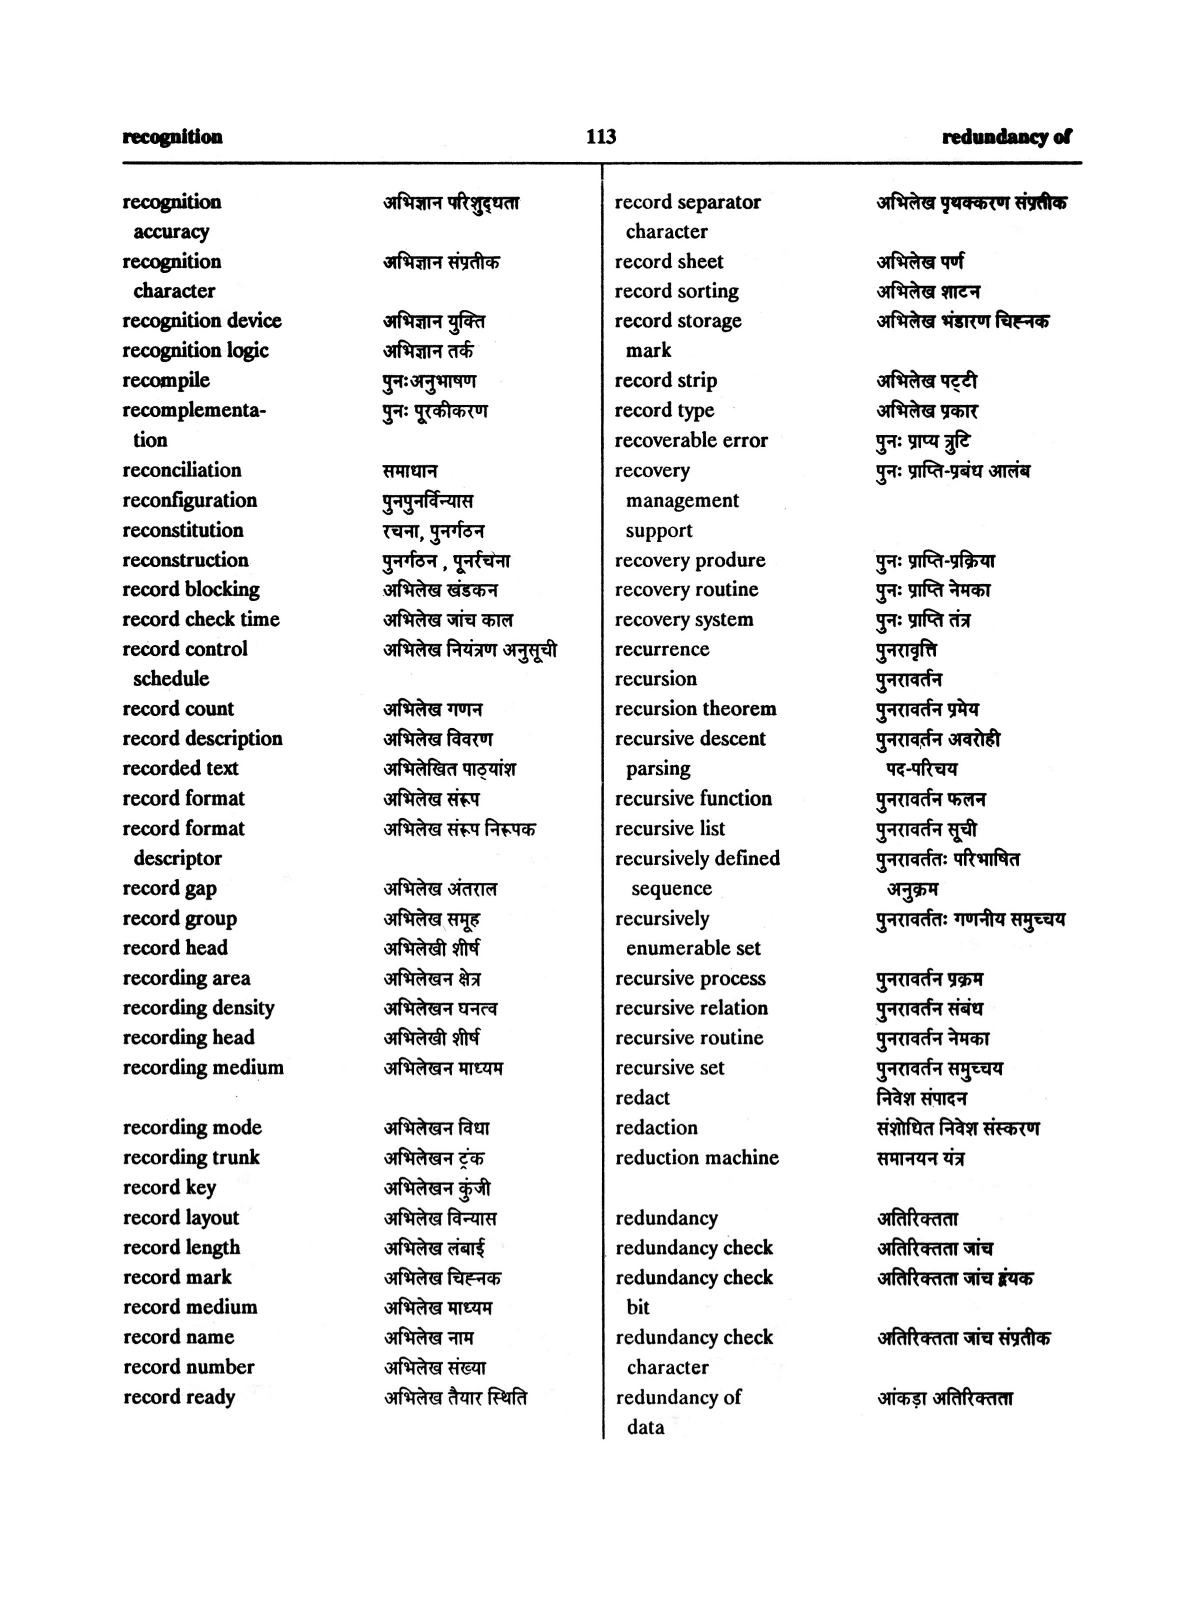 recognition 113 redundancy of
recognition अभिज्ञान परिशुद्धता
accuracy
recognition अभिज्ञान संप्रतीक
character
recognition device अभिज्ञान युक्ति
recognition logic अभिज्ञान तर्क
recompile पुनःअनुभाषण
recomplementa- पुनः पूरकीकरण
tion
reconciliation समाधान
reconfiguration पुनपुनर्विन्यास
reconstitution रचना, पुनर्गठन
reconstruction पुनर्गठन , पूनर्रचना
record blocking अभिलेख खंडकन
record check time अभिलेख जांच काल
record control अभिलेख नियंत्रण अनुसूची
schedule
record count अभिलेख गणन
record description अभिलेख विवरण
recorded text अभिलेखित पाठ्यांश
record format अभिलेख संरूप
record format अभिलेख संरूप निरूपक
descriptor
record gap अभिलेख अंतराल
record group अभिलेख समूह
record head अभिलेखी शीर्ष
recording area अभिलेखन क्षेत्र
recording density अभिलेखन घनत्व
recording head अभिलेखी शीर्ष
recording medium अभिलेखन माध्यम
recording mode अभिलेखन विधा
recording trunk अभिलेखन ट्रंक
record key अभिलेखन कुंजी
record layout अभिलेख विन्यास
record length अभिलेख लंबाई
record mark अभिलेख चिह्नक
record medium अभिलेख माध्यम
record name अभिलेख नाम
record number अभिलेख संख्या
record ready अभिलेख तैयार स्थिति
record separator अभिलेख पृथक्करण संप्रतीक
character
record sheet अभिलेख पर्ण
record sorting अभिलेख शाटन
record storage अभिलेख भंडारण चिह्नक
mark
record strip अभिलेख पट्टी
record type अभिलेख प्रकार
recoverable error पुनः प्राप्य त्रुटि
recovery पुनः प्राप्ति-प्रबंध आलंब
management
support
recovery produre पुनः प्राप्ति-प्रक्रिया
recovery routine पुनः प्राप्ति नेमका
recovery system पुनः प्राप्ति तंत्र
recurrence पुनरावृत्ति
recursion पुनरावर्तन
recursion theorem पुनरावर्तन प्रमेय
recursive descent पुनरावर्तन अवरोही
parsing पद-परिचय
recursive function पुनरावर्तन फलन
recursive list पुनरावर्तन सूची
recursively defined पुनरावर्ततः परिभाषित
sequence अनुक्रम
recursively पुनरावर्ततः गणनीय समुच्चय
enumerable set
recursive process पुनरावर्तन प्रक्रम
recursive relation पुनरावर्तन संबंध
recursive routine पुनरावर्तन नेमका
recursive set पुनरावर्तन समुच्चय
redact निवेश संपादन
redaction संशोधित निवेश संस्करण
reduction machine समानयन यंत्र
redundancy अतिरिक्तता
redundancy check अतिरिक्तता जांच
redundancy check अतिरिक्तता जांच द्वंयक
bit
redundancy check अतिरिक्तता जांच संप्रतीक
character
redundancy of आंकड़ा अतिरिक्तता
data